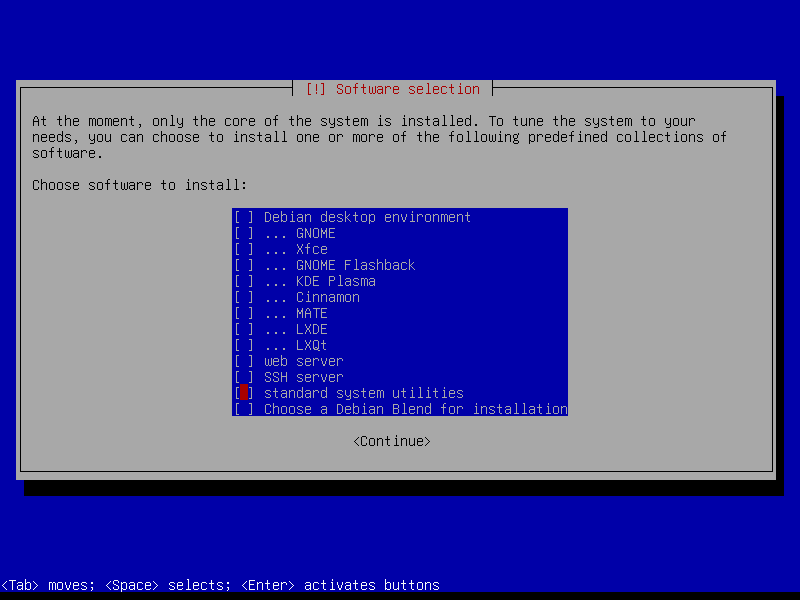 [!] Software selection
At the moment, only the core of the system is installed. To tune the system to your
needs, you can choose to install one or more of the following predefined collections of
software.
Choose software to install:
[ ] Debian desktop environment
[ ] ... GNOME
[ ] ... Xfce
[ ] ... GNOME Flashback
[ ] ... KDE Plasma
[ ] ... Cinnamon
[ ] ... MATE
[ ] ... LXDE
[ ] ... LXQt
[ ] web server
[ ] SSH server
[ ] standard system utilities
[ ] Choose a Debian Blend for installation
<Continue>
<Tab> moves; <Space> selects; <Enter> activates buttons